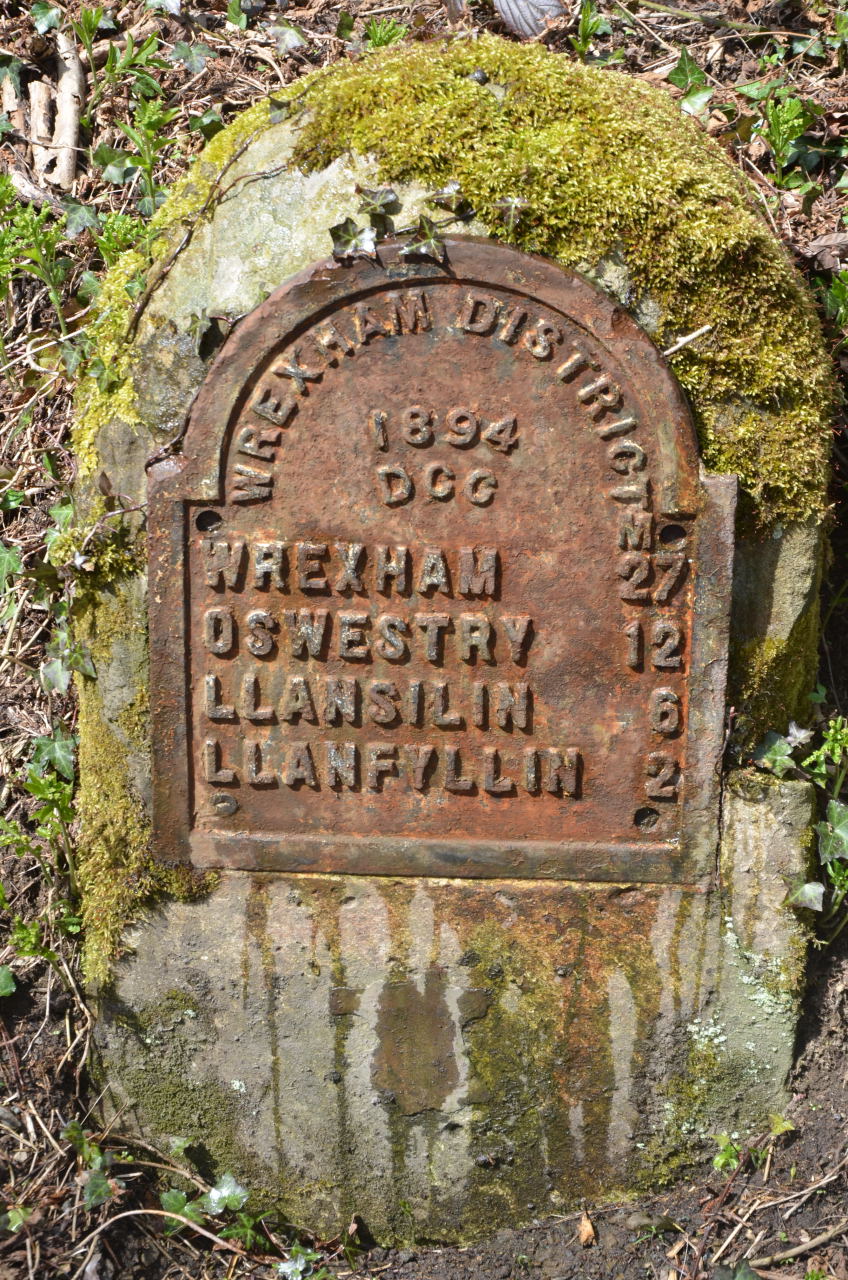 WREXHAM DISTRICT
1894
DCC
M
WREXHAM 27
OSWESTRY 12
LLANSILIN 6
LLANFYLLIN 2